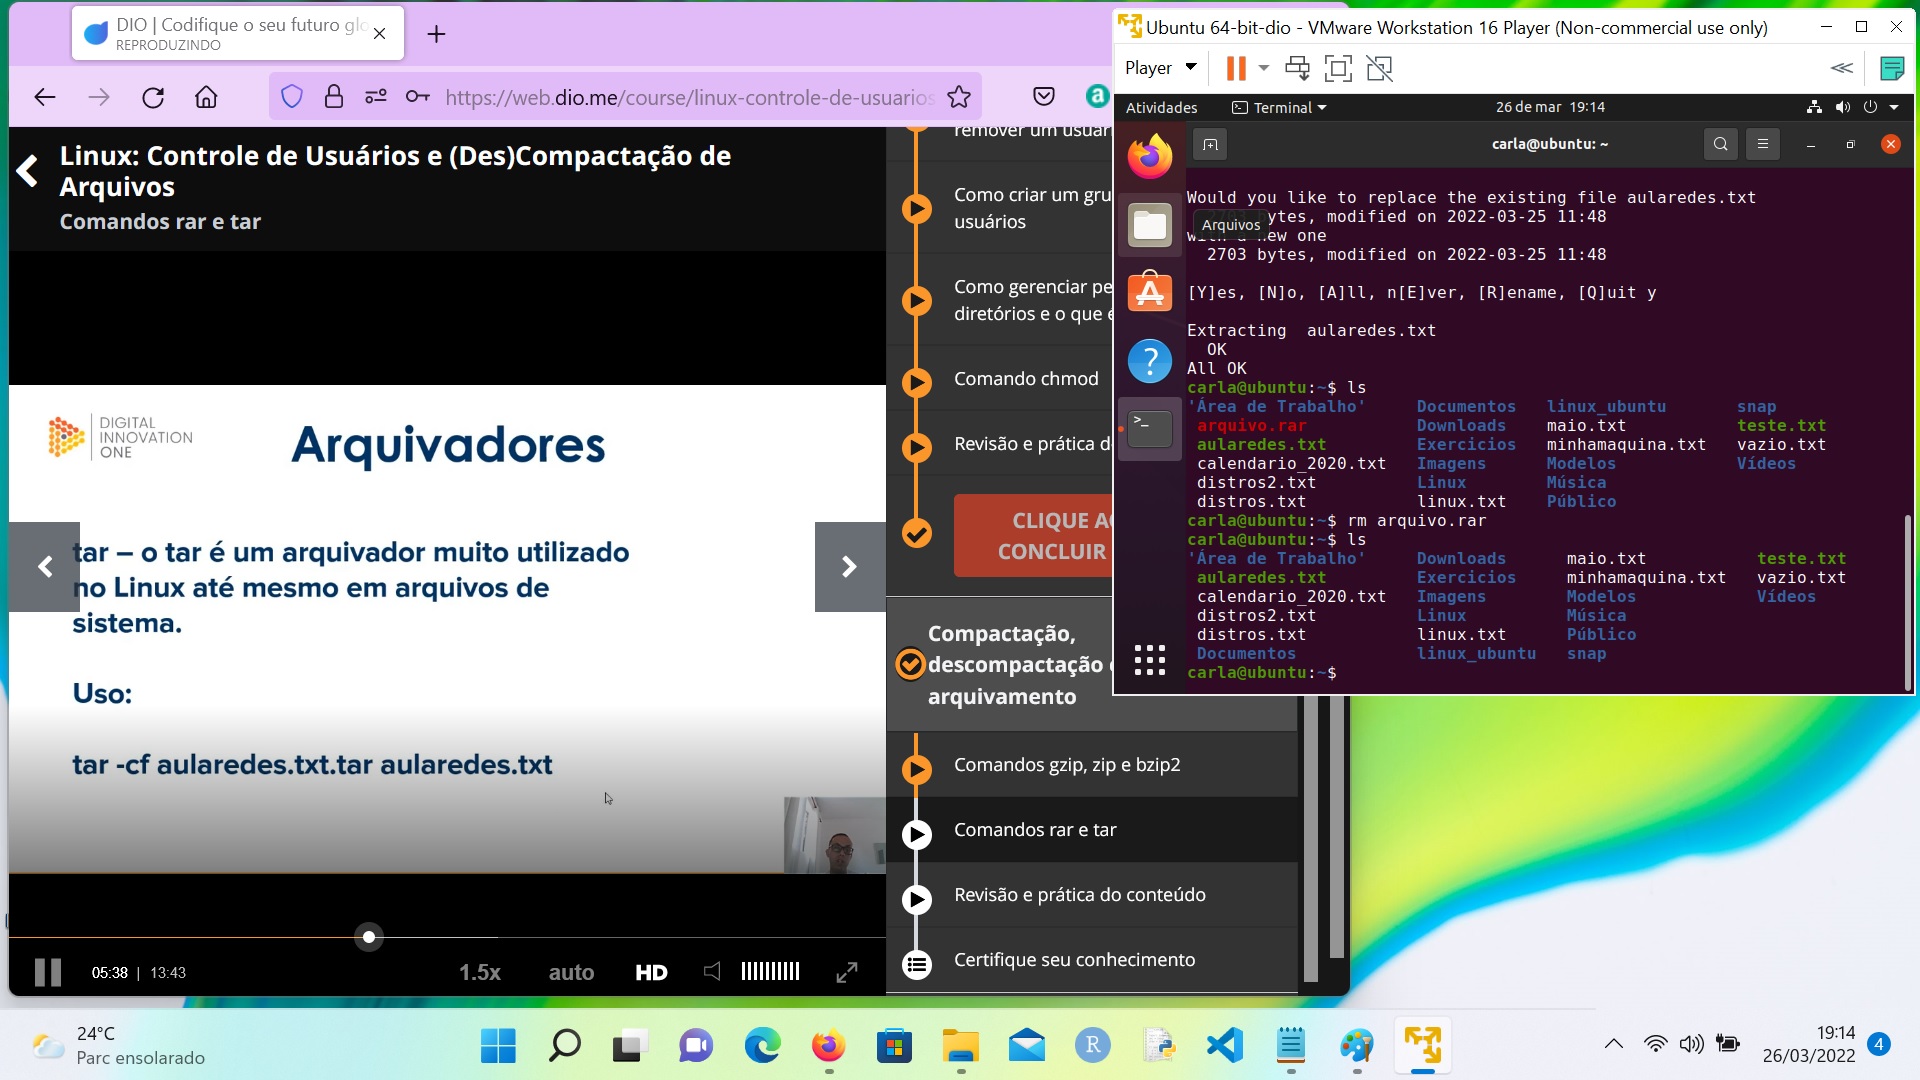 DIO | Codifique o seu futuro glo
REPRODUZINDO
https://web.dio.me/course/linux-controle-de-usuarios
Linux: Controle de Usuários e (Des)Compactação de
Arquivos
Comandos rar e tar
DIGITAL
INNOVATION
ONE
Arquivadores
tar – o tar é um arquivador muito utilizado
no Linux até mesmo em arquivos de
sistema.
Uso:
tar -cf aularedes.txt.tar aularedes.txt
05:38 | 13:43
1.5x auto HD
remover um usuár
Como criar um gru
usuários
Como gerenciar pe
diretórios e o que é
Comando chmod
Revisão e prática d
CLIQUE A
CONCLUIR
Compactação,
descompactação
arquivamento
Comandos gzip, zip e bzip2
Comandos rar e tar
Revisão e prática do conteúdo
Certifique seu conhecimento
Ubuntu 64-bit-dio - VMware Workstation 16 Player (Non-commercial use only)
Player
Atividades Terminal 26 de mar 19:14
carla@ubuntu: ~
Arquivos
Would you like to replace the existing file aularedes.txt
bytes, modified on 2022-03-25 11:48
new one
2703 bytes, modified on 2022-03-25 11:48
[Y]es, [N]o, [A]ll, n[E]ver, [R]ename, [Q]uit y
Extracting  aularedes.txt
OK
All OK
carla@ubuntu:~$ ls
'Área de Trabalho' Documentos linux_ubuntu snap
arquivo.rar Downloads maio.txt teste.txt
aularedes.txt Exercicios minhamaquina.txt vazio.txt
calendario_2020.txt Imagens Modelos Vídeos
distros2.txt Linux Música
distros.txt linux.txt Público
carla@ubuntu:~$ rm arquivo.rar
carla@ubuntu:~$ ls
'Área de Trabalho' Downloads maio.txt teste.txt
aularedes.txt Exercicios minhamaquina.txt vazio.txt
calendario_2020.txt Imagens Modelos Vídeos
distros2.txt Linux Música
distros.txt linux.txt Público
Documentos linux_ubuntu snap
carla@ubuntu:~$
24°C
Parc ensolarado
19:14
26/03/2022
4